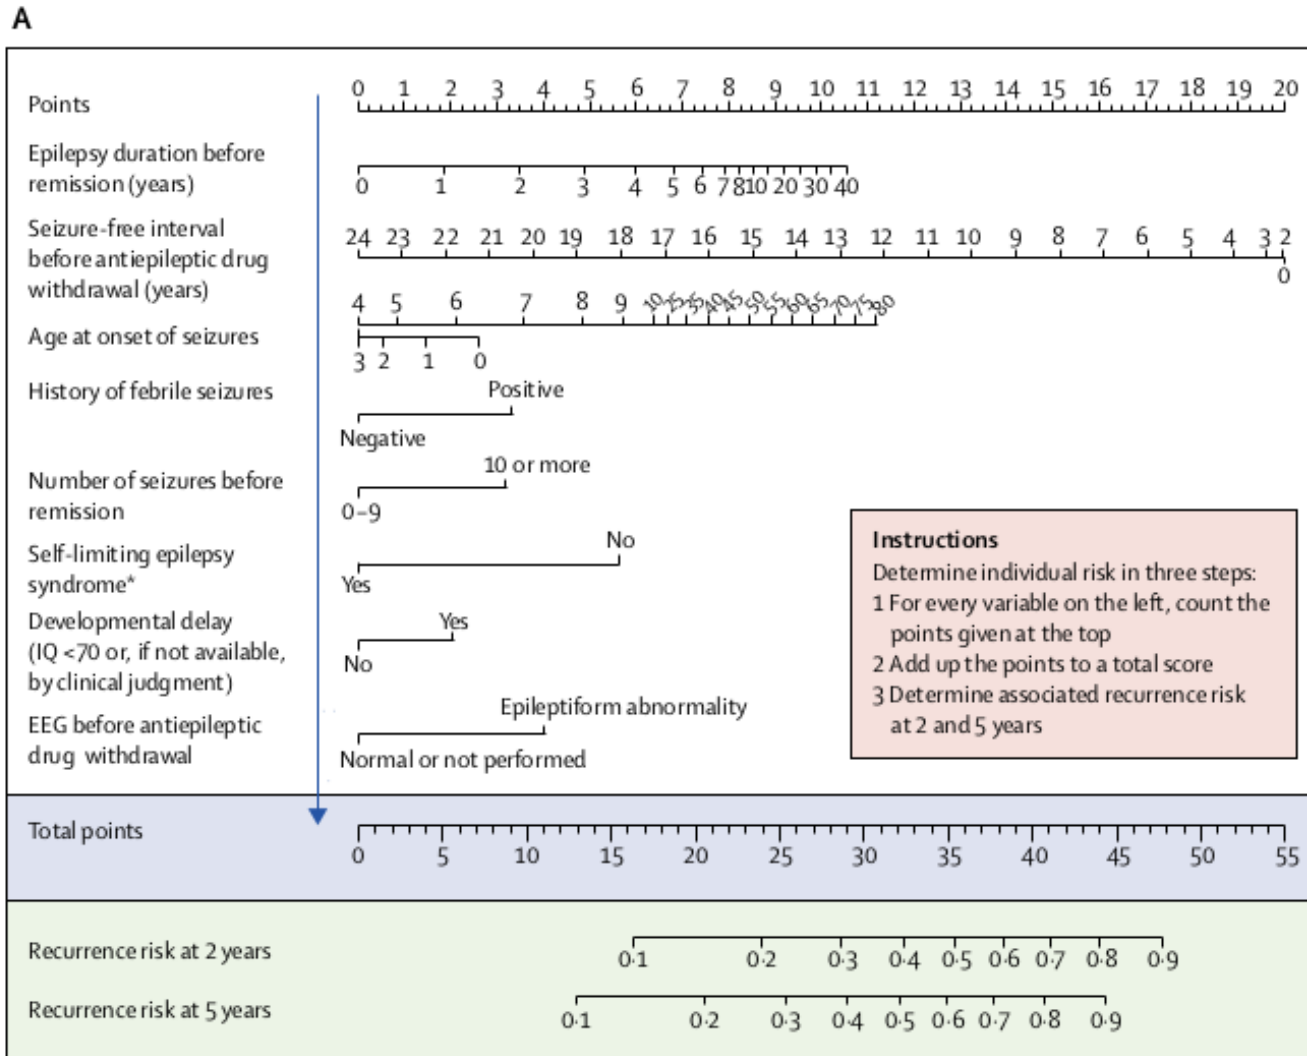 A
Points
0 1 2 3 4 5 6 7 8 9 10 11 12 13 14 15 16 17 18 19 20
Epilepsy duration before
remission (years)
0 1 2 3 4 5 6 7 8 10 20 30 40
Seizure-free interval
before antiepileptic drug
withdrawal (years)
24 23 22 21 20 19 18 17 16 15 14 13 12 11 10 9 8 7 6 5 4 3 2
0
4 5 6 7 8 9 10 25 35 40 45 50 55 60 65 70 75 80
Age at onset of seizures
3 2 1 0
History of febrile seizures
Positive
Negative
Number of seizures before
remission
10 or more
0–9
Self-limiting epilepsy
syndrome*
No
Yes
Developmental delay
(IQ <70 or, if not available,
by clinical judgment)
Yes
No
EEG before antiepileptic
drug withdrawal
Epileptiform abnormality
Normal or not performed
Instructions
Determine individual risk in three steps:
1 For every variable on the left, count the
points given at the top
2 Add up the points to a total score
3 Determine associated recurrence risk
at 2 and 5 years
Total points
0 5 10 15 20 25 30 35 40 45 50 55
Recurrence risk at 2 years
0·1 0·2 0·3 0·4 0·5 0·6 0·7 0·8 0·9
Recurrence risk at 5 years
0·1 0·2 0·3 0·4 0·5 0·6 0·7 0·8 0·9